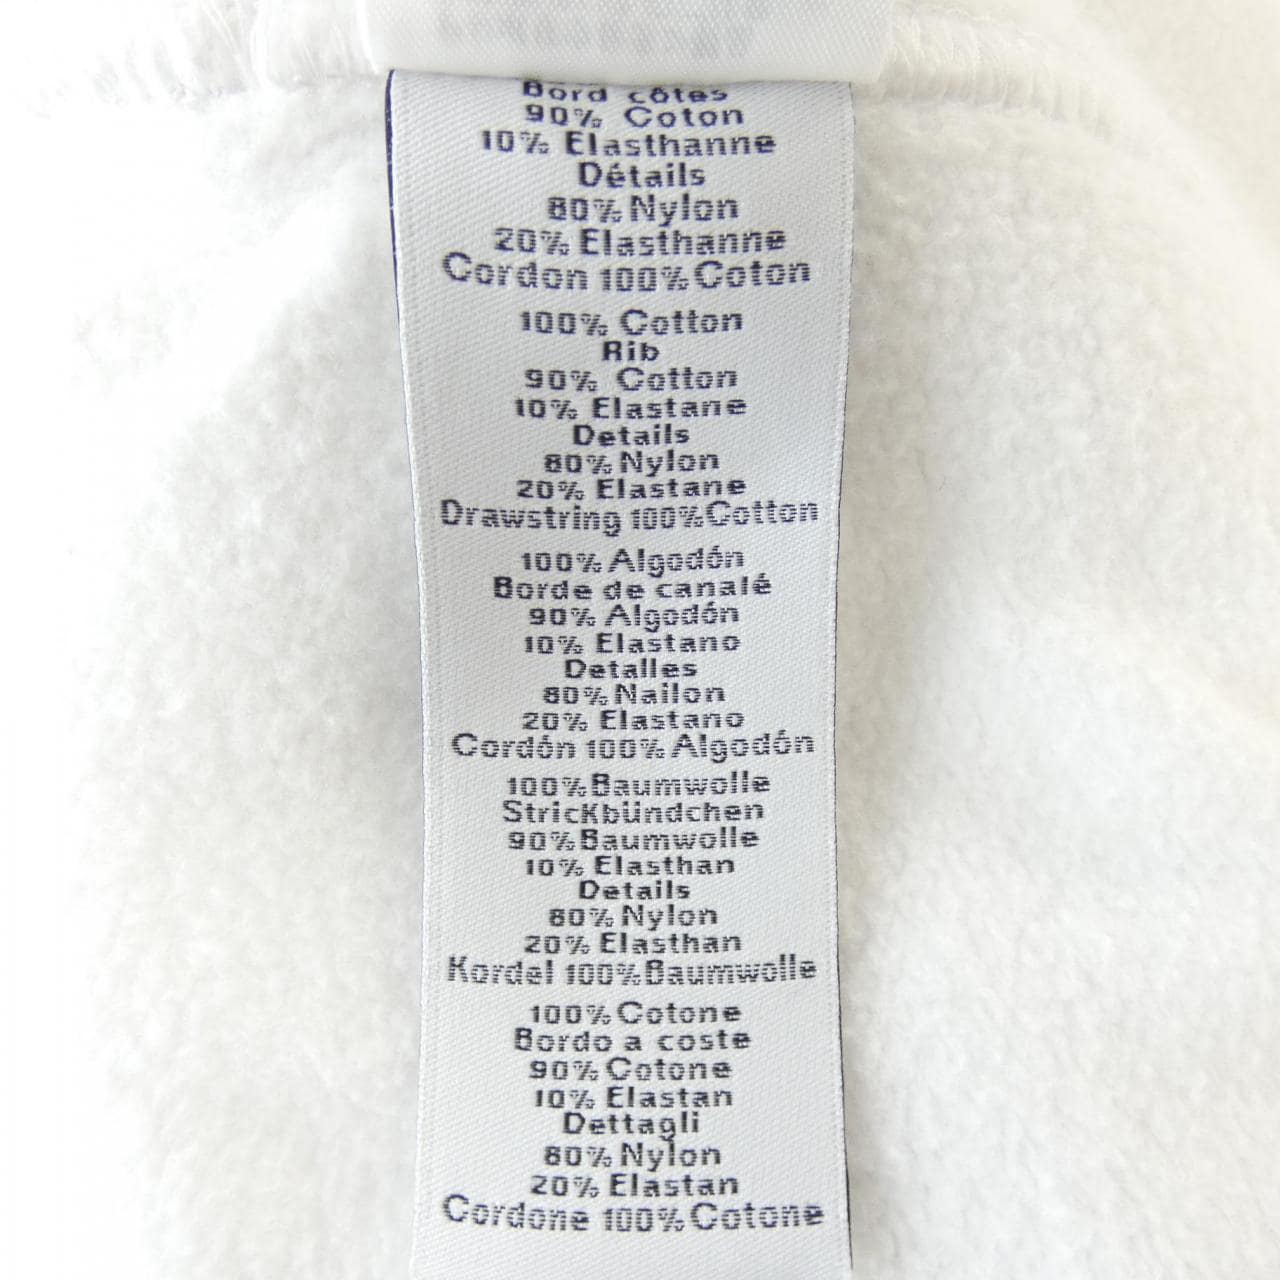 Bord côtes
90% Coton
10% Elasthanne
Détails
80% Nylon
20% Elasthanne
Cordon 100% Coton
100% Cotton
Rib
90% Cotton
10% Elastane
Details
80% Nylon
20% Elastane
Drawstring 100% Cotton
100% Algodón
Borde de canalé
90% Algodón
10% Elastano
Detalles
80% Nailon
20% Elastano
Cordón 100% Algodón
100% Baumwolle
Strickbündchen
90% Baumwolle
10% Elasthan
Details
80% Nylon
20% Elasthan
Kordel 100% Baumwolle
100% Cotone
Bordo a coste
90% Cotone
10% Elastan
Dettagli
80% Nylon
20% Elastan
Cordone 100% Cotone